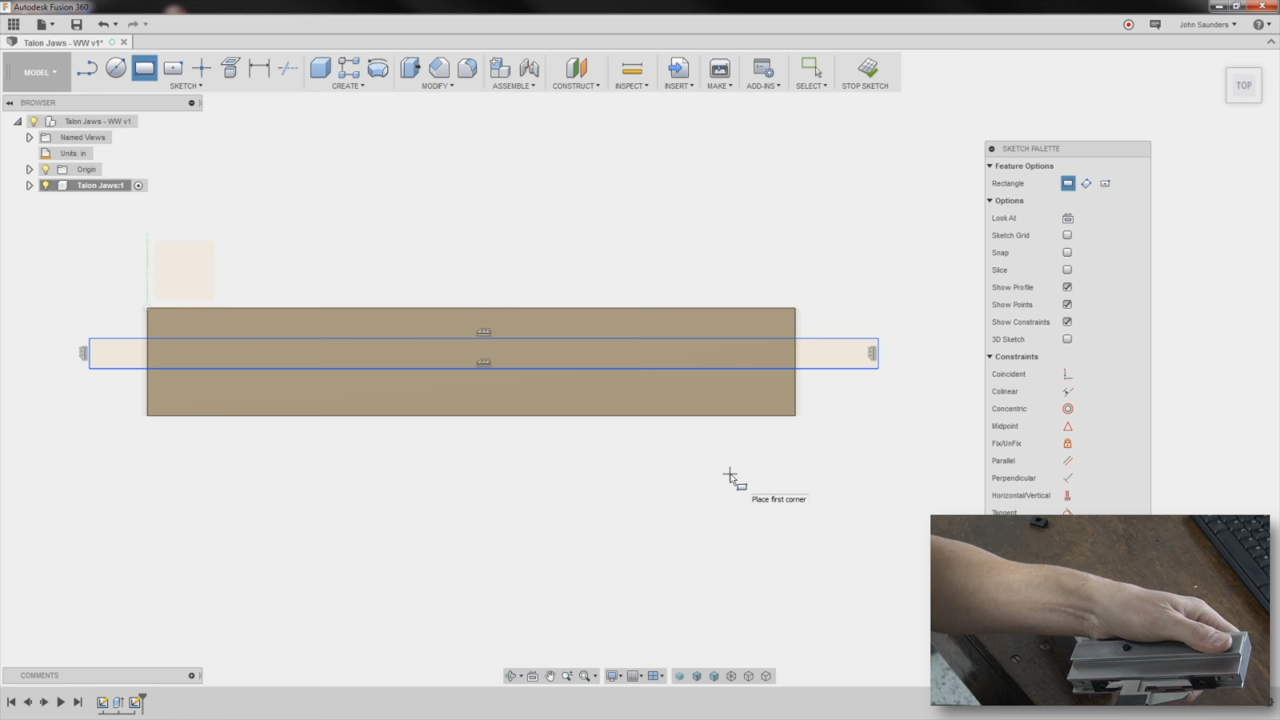 Autodesk Fusion 360
John Saunders
Talon Jaws - WW v1*
MODEL
SKETCH
CREATE
MODIFY
ASSEMBLE
CONSTRUCT
INSPECT
INSERT
MAKE
ADD-INS
SELECT
STOP SKETCH
TOP
BROWSER
Talon Jaws - WW v1
Named Views
Units: in
Origin
Talon Jaws:1
SKETCH PALETTE
Feature Options
Rectangle
Options
Look At
Sketch Grid
Snap
Slice
Show Profile
Show Points
Show Constraints
3D Sketch
Constraints
Coincident
Colinear
Concentric
Midpoint
Fix/UnFix
Parallel
Perpendicular
Horizontal/Vertical
Tangent
Place first corner
COMMENTS